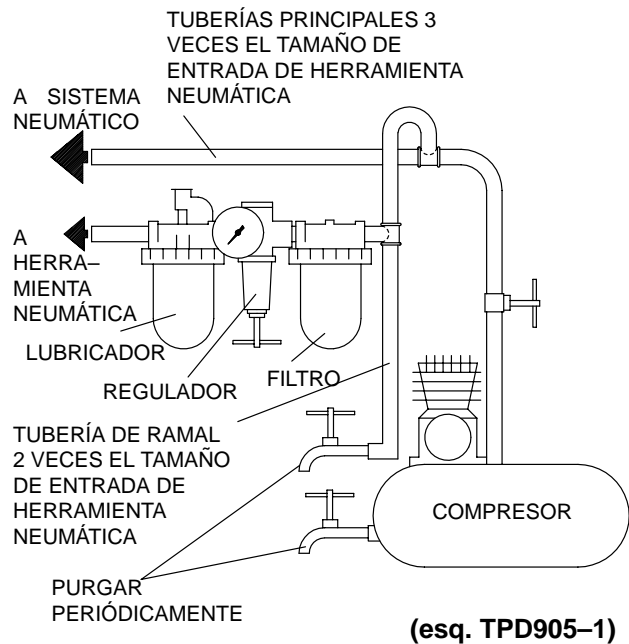 TUBERÍAS PRINCIPALES 3
VECES EL TAMAÑO DE
ENTRADA DE HERRAMIENTA
NEUMÁTICA
A SISTEMA
NEUMÁTICO
A
HERRA–
MIENTA
NEUMÁTICA
LUBRICADOR
REGULADOR
FILTRO
TUBERÍA DE RAMAL
2 VECES EL TAMAÑO
DE ENTRADA DE
HERRAMIENTA
NEUMÁTICA
COMPRESOR
PURGAR
PERIÓDICAMENTE
(esq. TPD905–1)